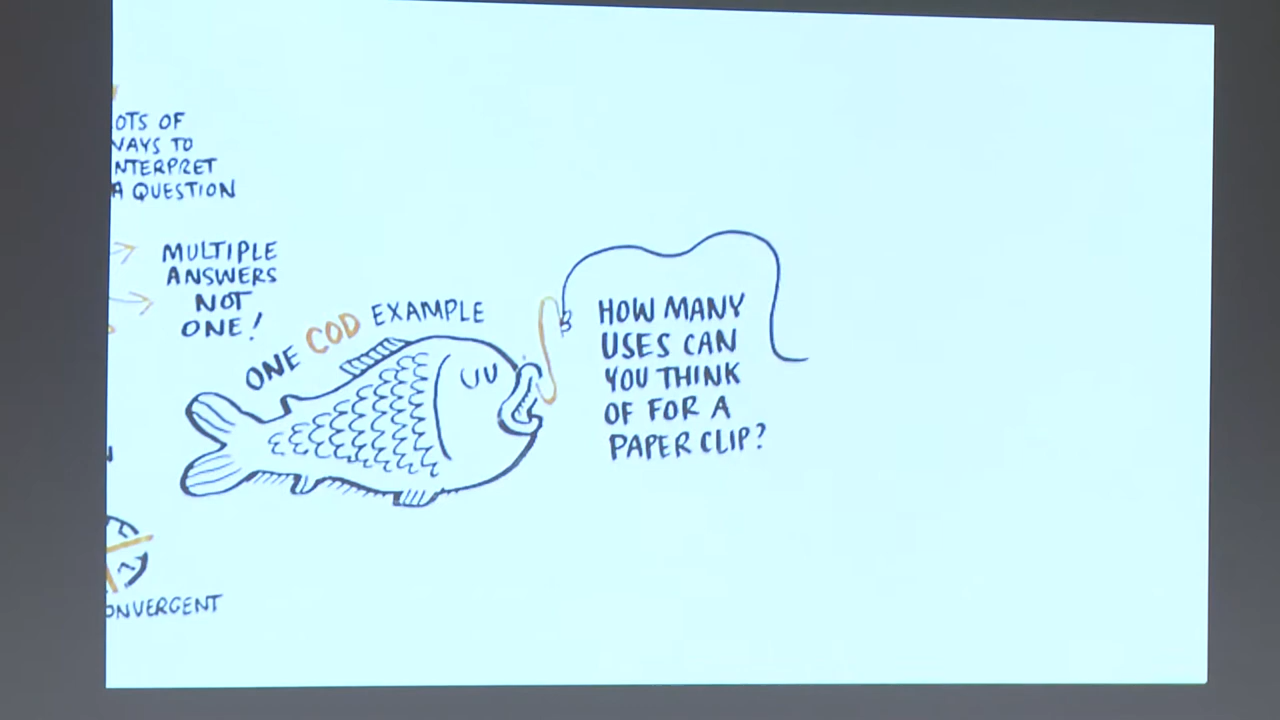 OTS OF
WAYS TO
NTERPRET
A QUESTION
MULTIPLE
ANSWERS
NOT
ONE!
ONE COD EXAMPLE
HOW MANY
USES CAN
YOU THINK
OF FOR A
PAPER CLIP?
ONVERGENT